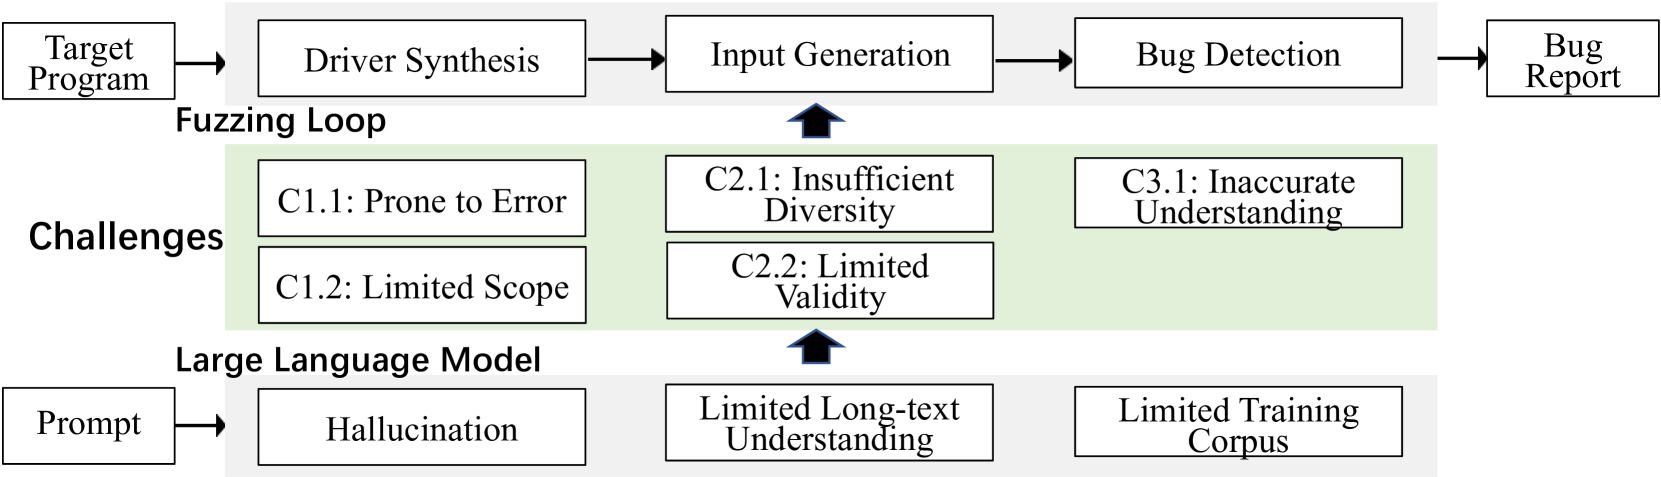 Target
Program
Driver Synthesis
Input Generation
Bug Detection
Bug
Report
Fuzzing Loop
Challenges
C1.1: Prone to Error
C1.2: Limited Scope
C2.1: Insufficient
Diversity
C2.2: Limited
Validity
C3.1: Inaccurate
Understanding
Large Language Model
Prompt
Hallucination
Limited Long-text
Understanding
Limited Training
Corpus